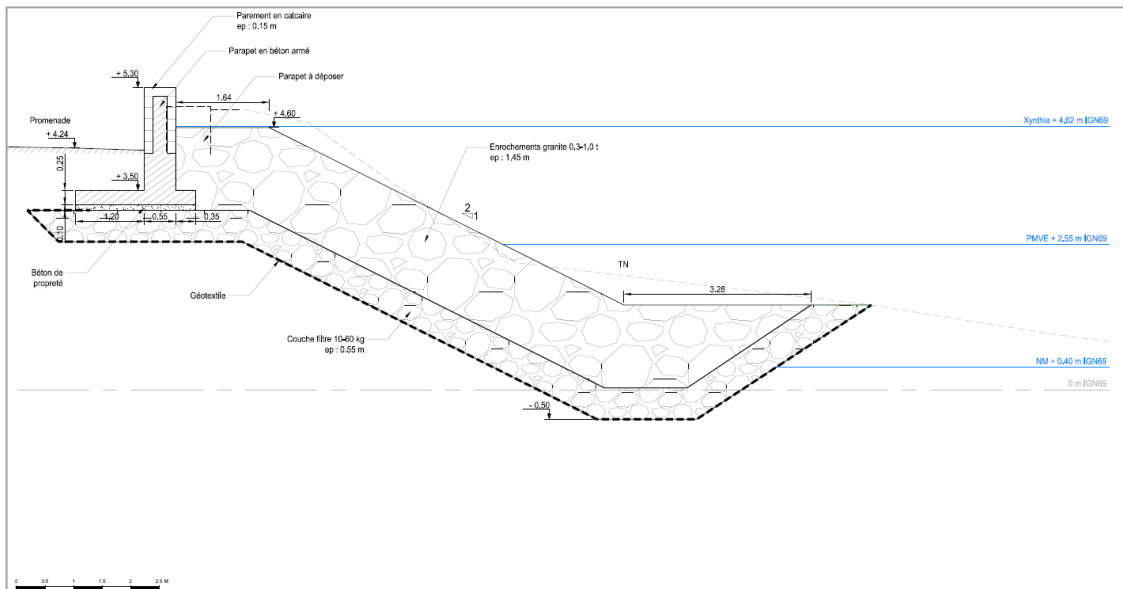 Parement en calcaire
ep : 0.15 m
Parapet en béton armé
+ 5,30
Parapet à déposer
1.64
Promenade
+ 4.24
+ 4.60
Xynthia + 4,62 m IGN69
Enrochements granite 0,3-1,0 t
ep : 1,45 m
0.25
+ 3,50
2
1
1.20
0.55
0.35
0.10
PMVE + 2.55 m IGN69
TN
Béton de
propreté
Géotextile
3.28
Couche filtre 10-60 kg
ep : 0.55 m
NM + 0.40 m IGN69
0 m IGN69
- 0,50
0 0.5 1 1.5 2 2.5 M